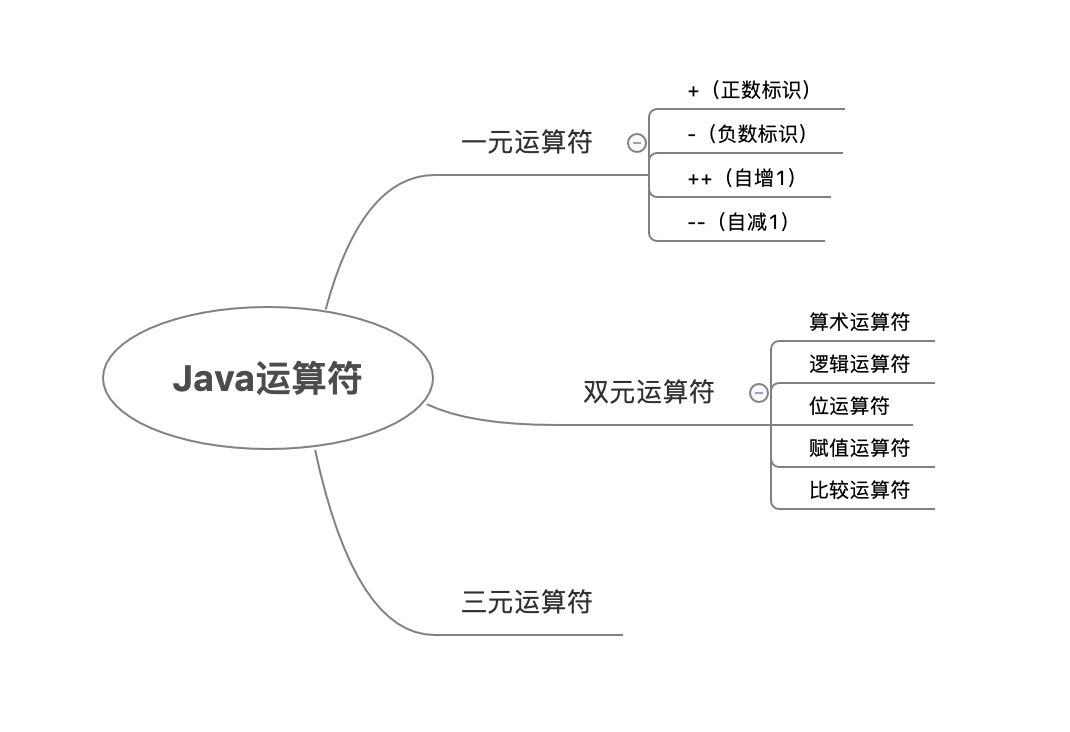 Java运算符
一元运算符
+（正数标识）
-（负数标识）
++（自增1）
--（自减1）
双元运算符
算术运算符
逻辑运算符
位运算符
赋值运算符
比较运算符
三元运算符